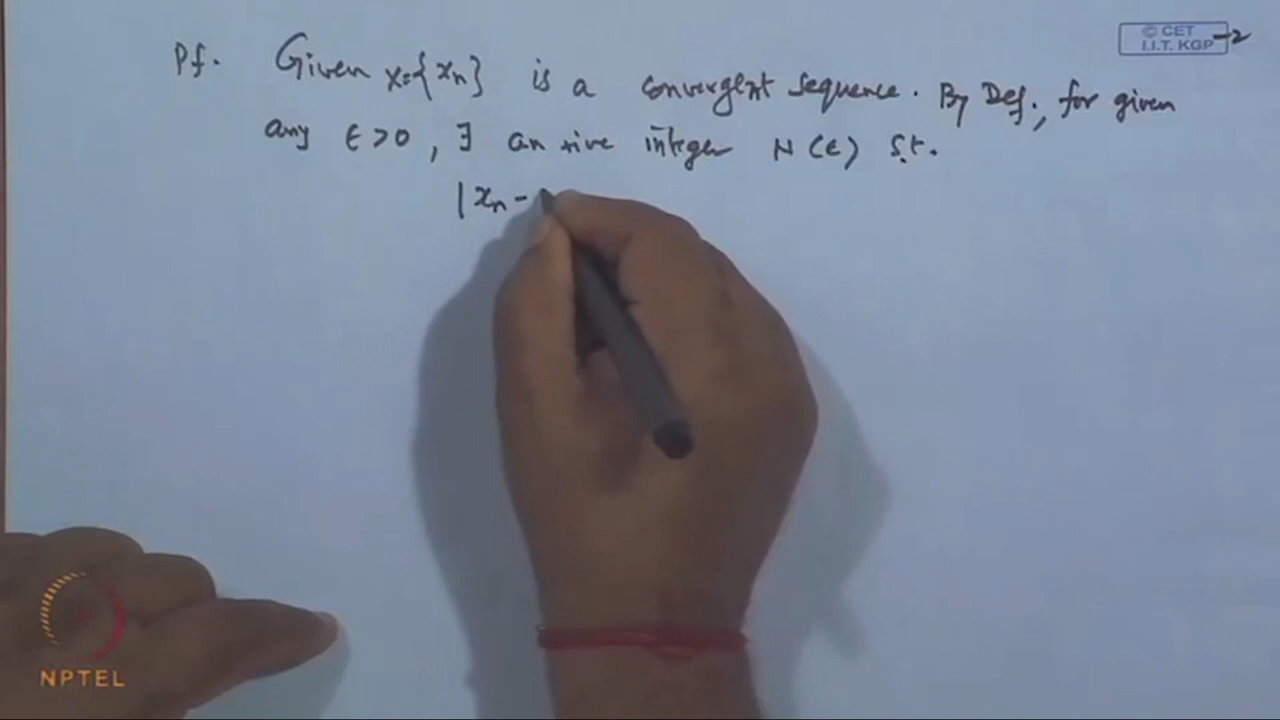 © CET
I.I.T. KGP
-2
Pf. Given x={xn} is a convergent sequence. By Def., for given
any ε>0, ∃ an +ive integer N(ε) s.t.
|xn -
NPTEL